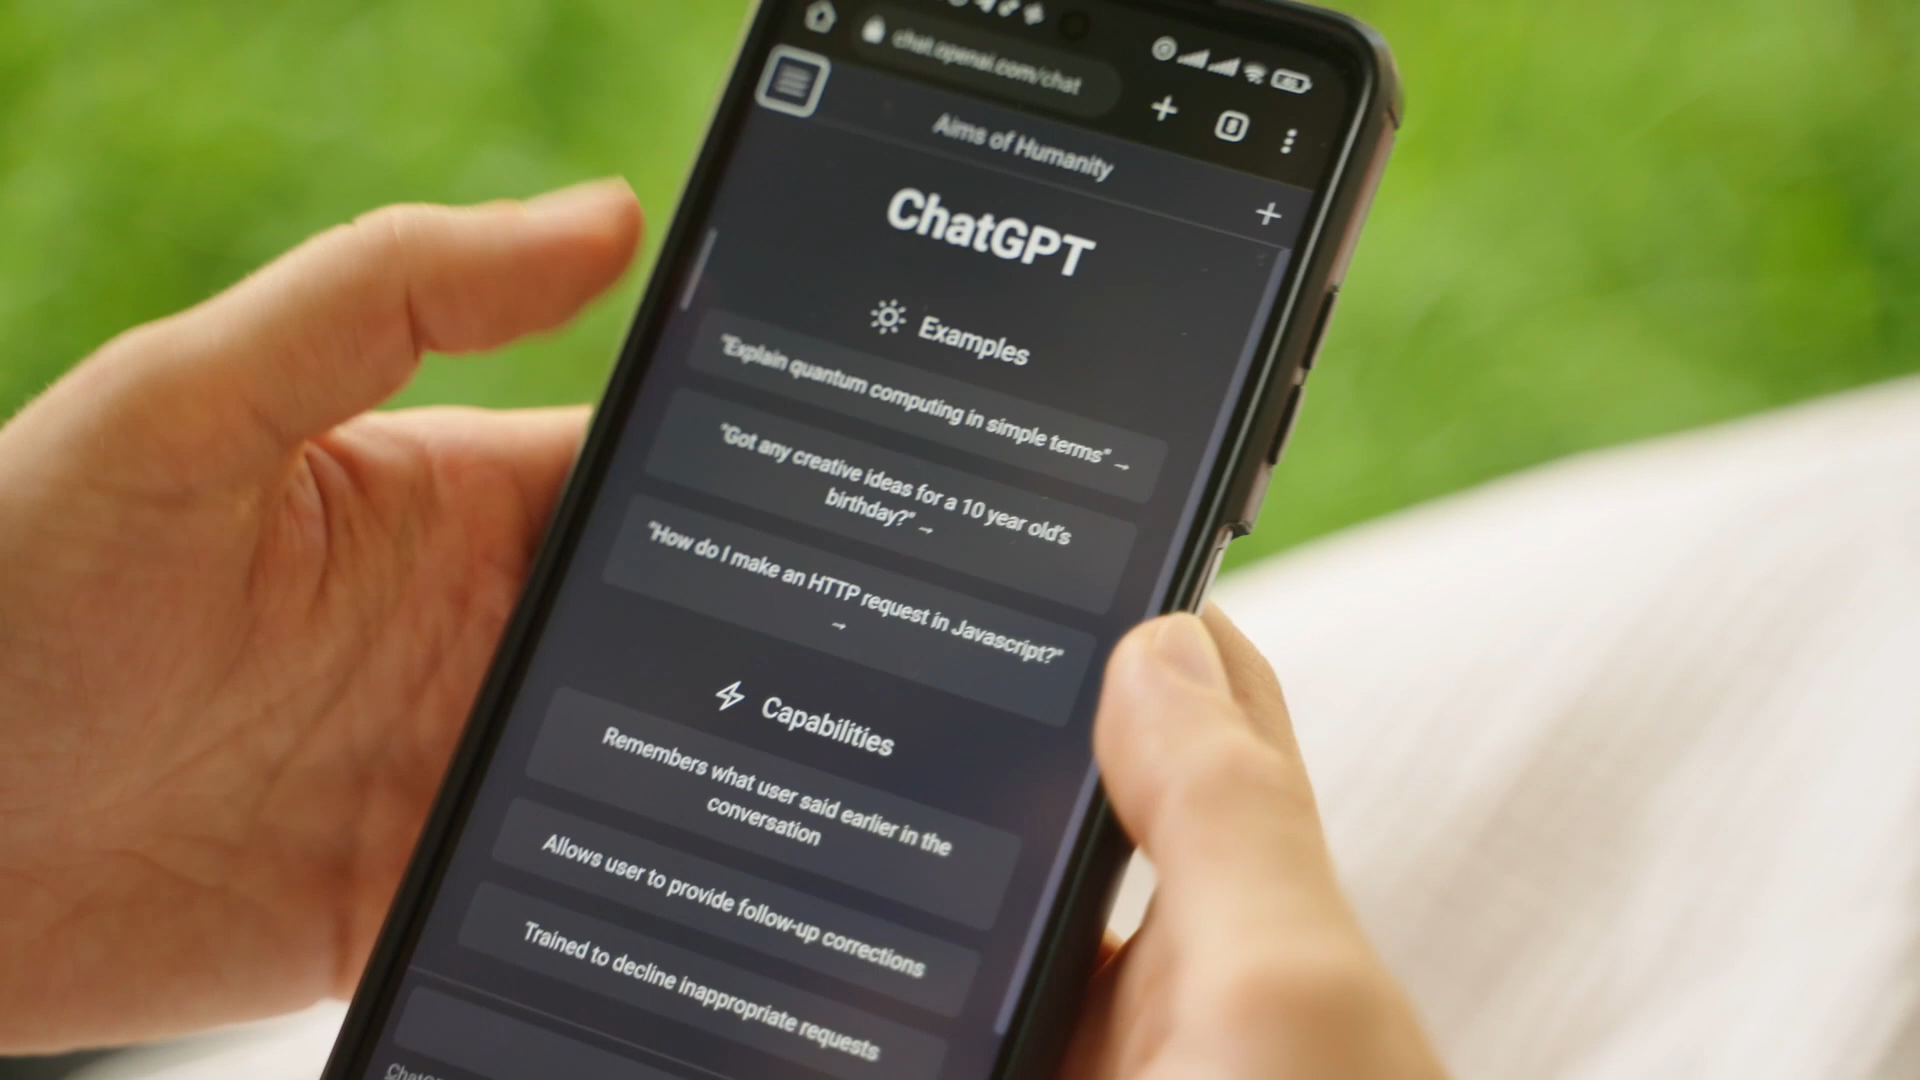 chat.openai.com/chat
8
Aims of Humanity
ChatGPT
Examples
"Explain quantum computing in simple terms" →
"Got any creative ideas for a 10 year old's
birthday?" →
"How do I make an HTTP request in Javascript?"
→
Capabilities
Remembers what user said earlier in the
conversation
Allows user to provide follow-up corrections
Trained to decline inappropriate requests